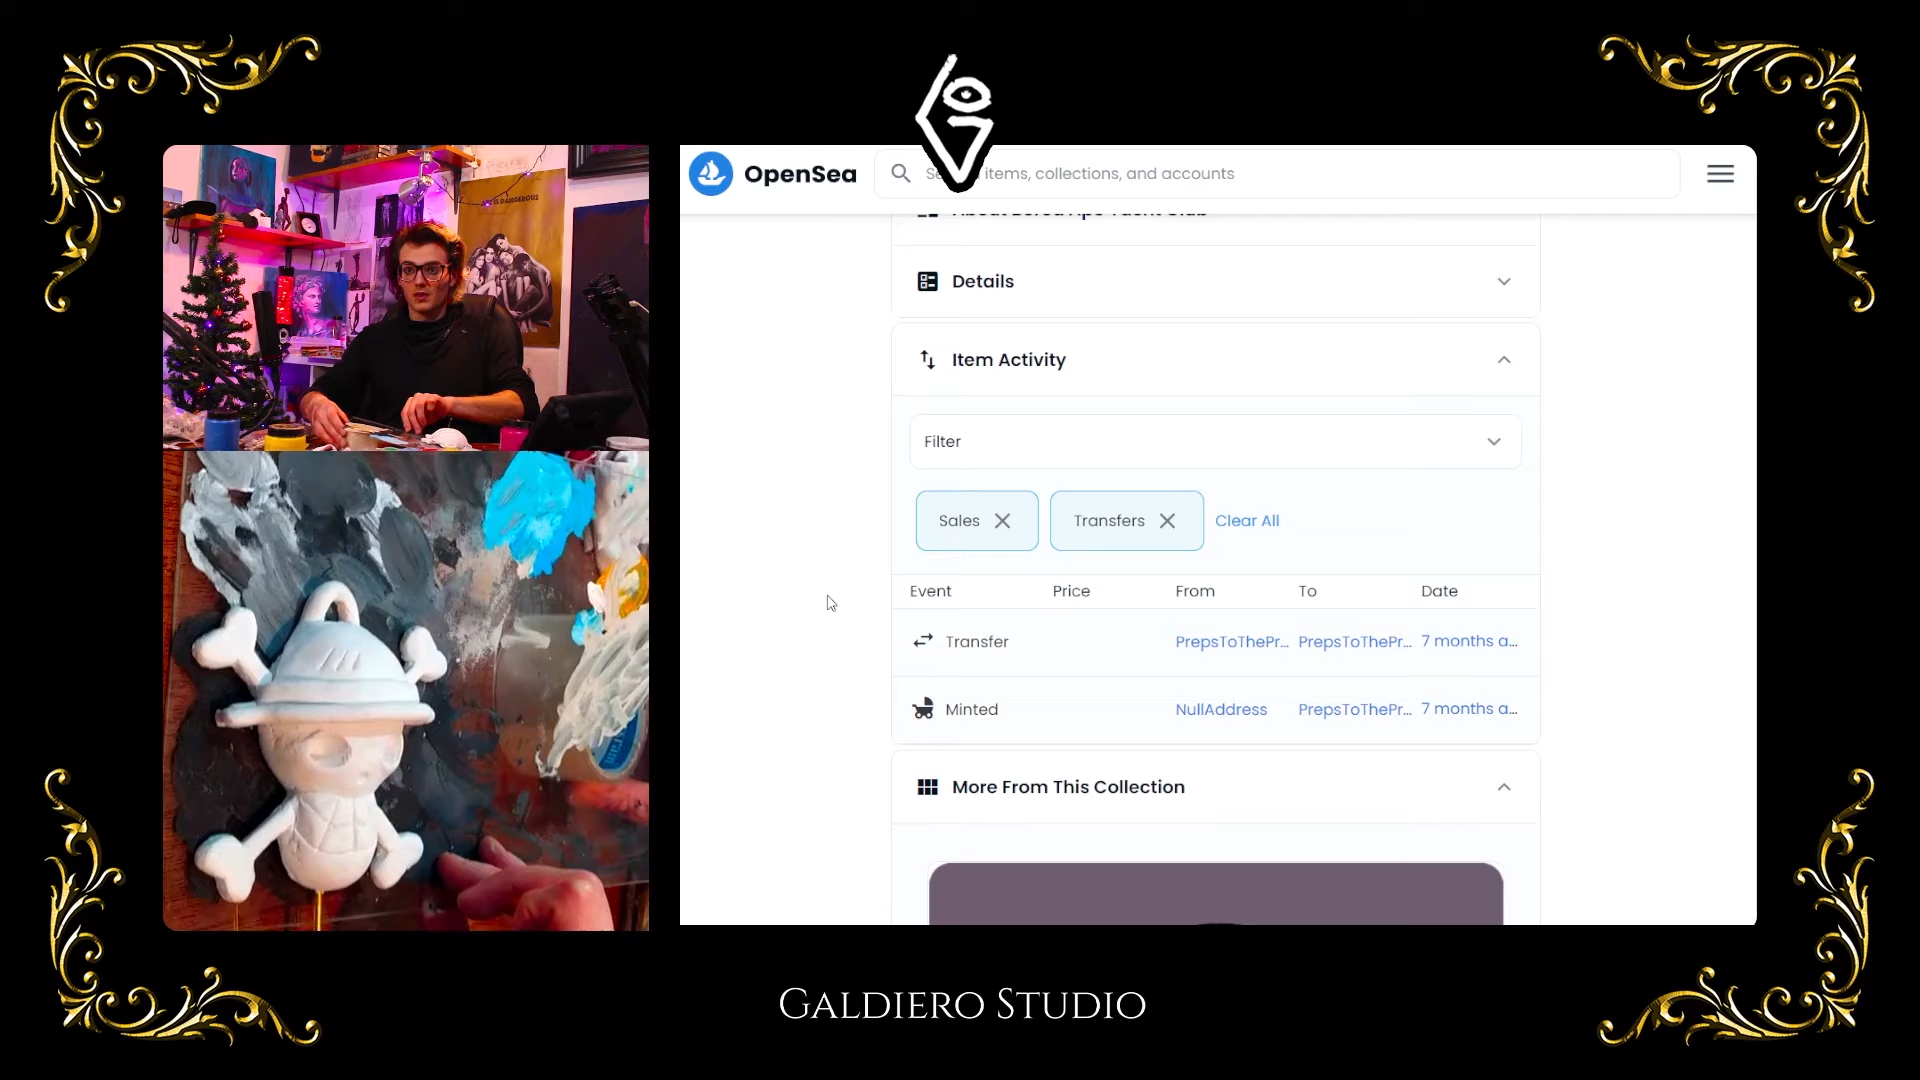 OpenSea
items, collections, and accounts
Details
Item Activity
Filter
Sales
Transfers
Clear All
Event Price From To Date
Transfer PrepsToThePr... PrepsToThePr... 7 months a...
Minted NullAddress PrepsToThePr... 7 months a...
More From This Collection
GALDIERO STUDIO